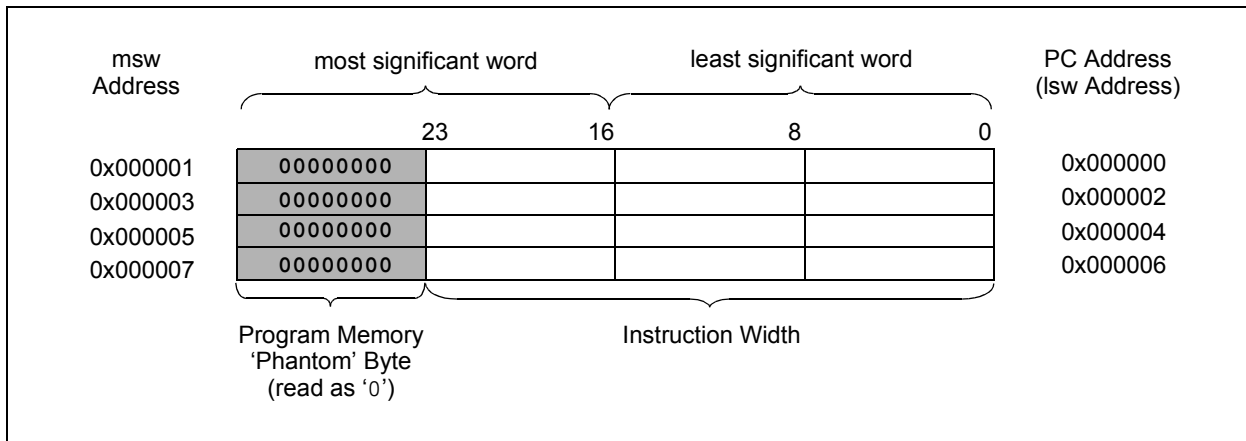 msw
Address
most significant word
least significant word
PC Address
(lsw Address)
23
16
8
0
0x000001
00000000
0x000000
0x000003
00000000
0x000002
0x000005
00000000
0x000004
0x000007
00000000
0x000006
Program Memory
‘Phantom’ Byte
(read as ‘0’)
Instruction Width